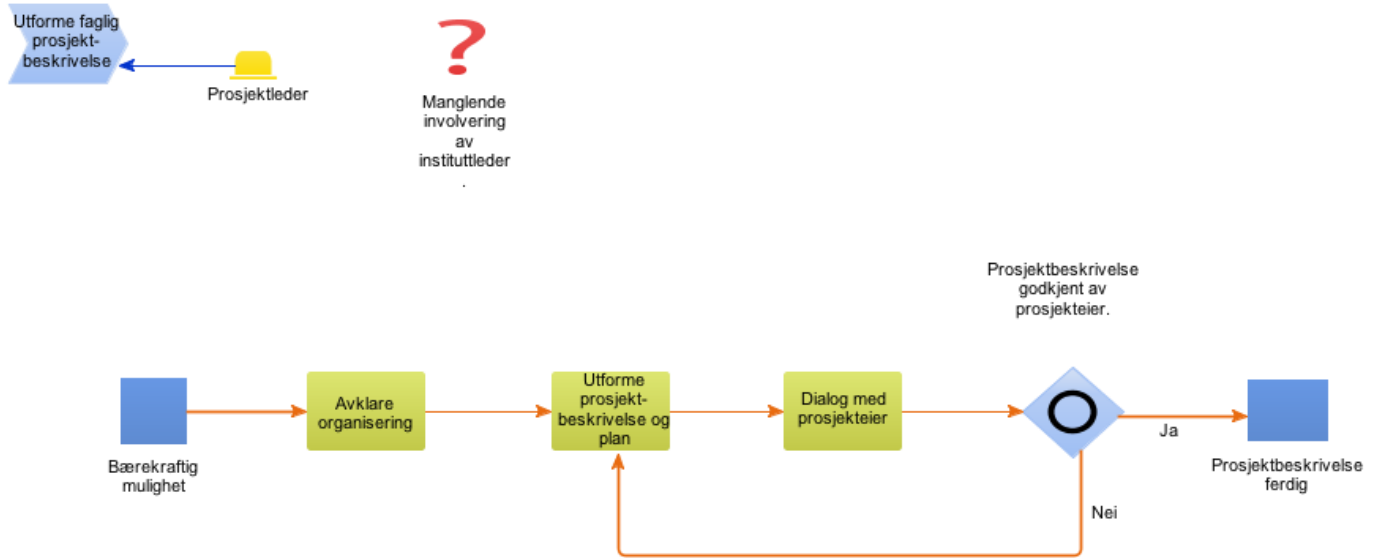 Utforme faglig
prosjekt-
beskrivelse
Prosjektleder
?
Manglende
involvering
av
instituttleder
.
Prosjektbeskrivelse
godkjent av
prosjekteier.
Bærekraftig
mulighet
Avklare
organisering
Utforme
prosjekt-
beskrivelse og
plan
Dialog med
prosjekteier
Ja
Nei
Prosjektbeskrivelse
ferdig